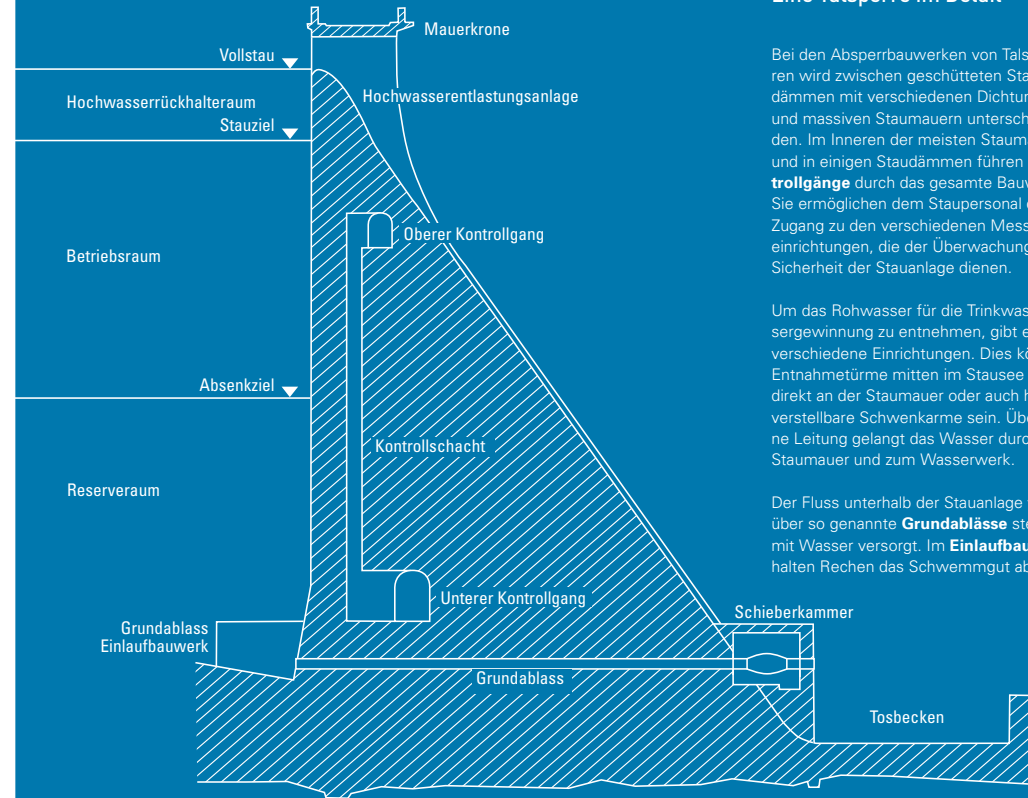 Eine Talsperre im Detail
Mauerkrone
Vollstau
Hochwasserrückhalteraum
Hochwasserentlastungsanlage
Stauziel
Oberer Kontrollgang
Betriebsraum
Absenkziel
Kontrollschacht
Reserveraum
Unterer Kontrollgang
Grundablass
Einlaufbauwerk
Schieberkammer
Grundablass
Tosbecken
Bei den Absperrbauwerken von Tals
ren wird zwischen geschütteten Sta
dämmen mit verschiedenen Dichtun
und massiven Staumauern untersch
den. Im Inneren der meisten Stauma
und in einigen Staudämmen führen
trollgänge durch das gesamte Bauw
Sie ermöglichen dem Staupersonal d
Zugang zu den verschiedenen Mess
einrichtungen, die der Überwachung
Sicherheit der Stauanlage dienen.
Um das Rohwasser für die Trinkwas
sergewinnung zu entnehmen, gibt e
verschiedene Einrichtungen. Dies kö
Entnahmetürme mitten im Stausee
direkt an der Staumauer oder auch h
verstellbare Schwenkarme sein. Übe
ne Leitung gelangt das Wasser durc
Staumauer und zum Wasserwerk.
Der Fluss unterhalb der Stauanlage
über so genannte Grundablässe ste
mit Wasser versorgt. Im Einlaufbau
halten Rechen das Schwemmgut ab